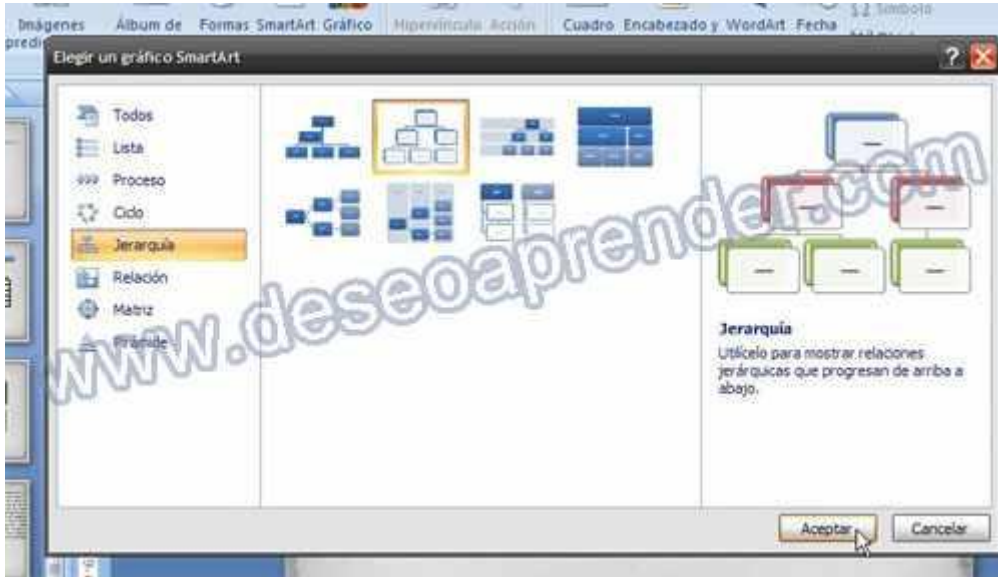 Imágenes Álbum de Formas SmartArt Gráfico Hipervínculo Acción Cuadro Encabezado y WordArt Fecha Símbolo
predi
Elegir un gráfico SmartArt
Todos
Lista
Proceso
Ciclo
Jerarquía
Relación
Matriz
Pirámide
www.deseoaprender.com
Jerarquía
Utilícelo para mostrar relaciones
jerárquicas que progresan de arriba a
abajo.
Aceptar
Cancelar